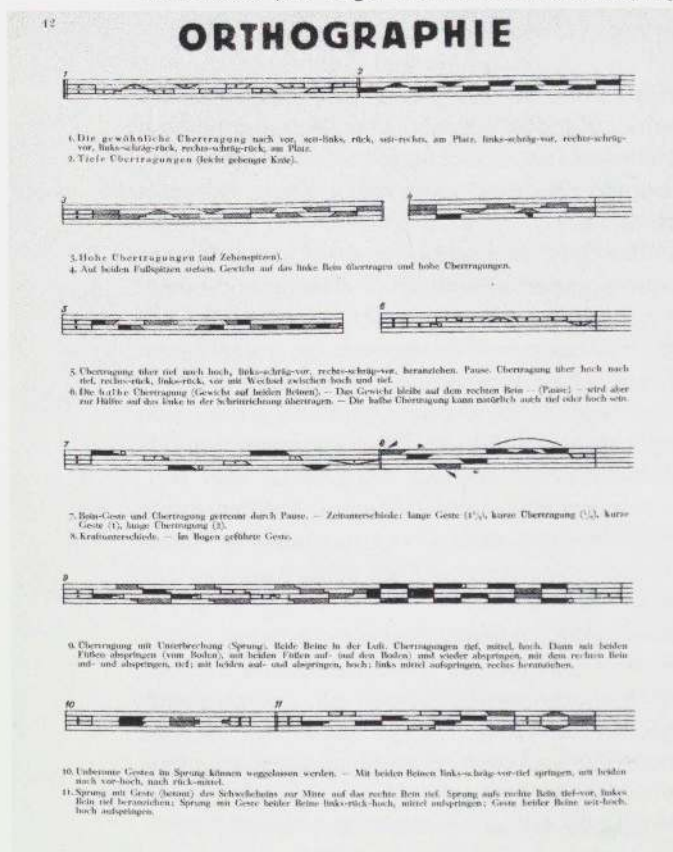 12
ORTHOGRAPHIE
1
2
1. Die gewöhnliche Übertragung nach vor, seit-links, rück, seit-rechts, am Platz, links-schräg-vor, rechts-schräg-
vor, links-schräg-rück, rechts-schräg-rück, am Platz.
2. Tiefe Übertragungen (leicht gebeugte Knie).
3
4
3. Hohe Übertragungen (auf Zehenspitzen).
4. Auf beiden Fußspitzen stehen. Gewicht auf das linke Bein übertragen und hohe Übertragungen.
5
6
5. Übertragung über tief nach hoch, links-schräg-vor, rechts-schräg-vor, heranziehen. Pause. Übertragung über hoch nach
tief, rechts-rück, links-rück, vor mit Wechsel zwischen hoch und tief.
6. Die halbe Übertragung (Gewicht auf beiden Beinen). — Das Gewicht bleibt auf dem rechten Bein — (Pause) — wird aber
zur Hälfte auf das linke in der Schrittrichtung übertragen. — Die halbe Übertragung kann natürlich auch tief oder hoch sein.
7
8
7. Bein-Geste und Übertragung getrennt durch Pause. — Zeitunterschiede: lange Geste kurze Übertragung kurze
Geste (1), lange Übertragung (2).
8. Kraftunterschiede. — Im Bogen geführte Geste.
9
9. Übertragung mit Unterbrechung (Sprung). Beide Beine in der Luft. Übertragungen tief, mittel, hoch. Dann mit beiden
Füßen abspringen (vom Boden), mit beiden Füßen auf- (auf den Boden) und wieder abspringen, mit dem rechten Bein
auf- und abspringen, tief; mit beiden auf- und abspringen, hoch; links mittel aufspringen, rechts heranziehen.
10
11
10. Unbetonte Gesten im Sprung können weggelassen werden. — Mit beiden Beinen links-schräg-vor-tief springen, mit beiden
nach vor-hoch, nach rück-mittel.
11. Sprung mit Geste (betont) des Schwebebeins zur Mitte auf das rechte Bein tief. Sprung aufs rechte Bein tief-vor, linkes
Bein tief heranziehen; Sprung mit Geste beider Beine links-rück-hoch, mittel aufspringen; Geste beider Beine seit-hoch,
hoch aufspringen.